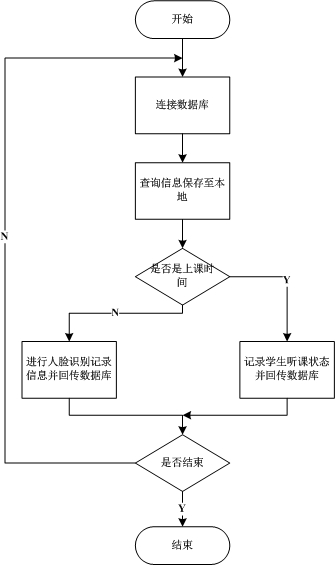 开始
连接数据库
查询信息保存至本
地
是否是上课时
间
N
Y
N
进行人脸识别记录
信息并回传数据库
记录学生听课状态
并回传数据库
是否结束
Y
结束